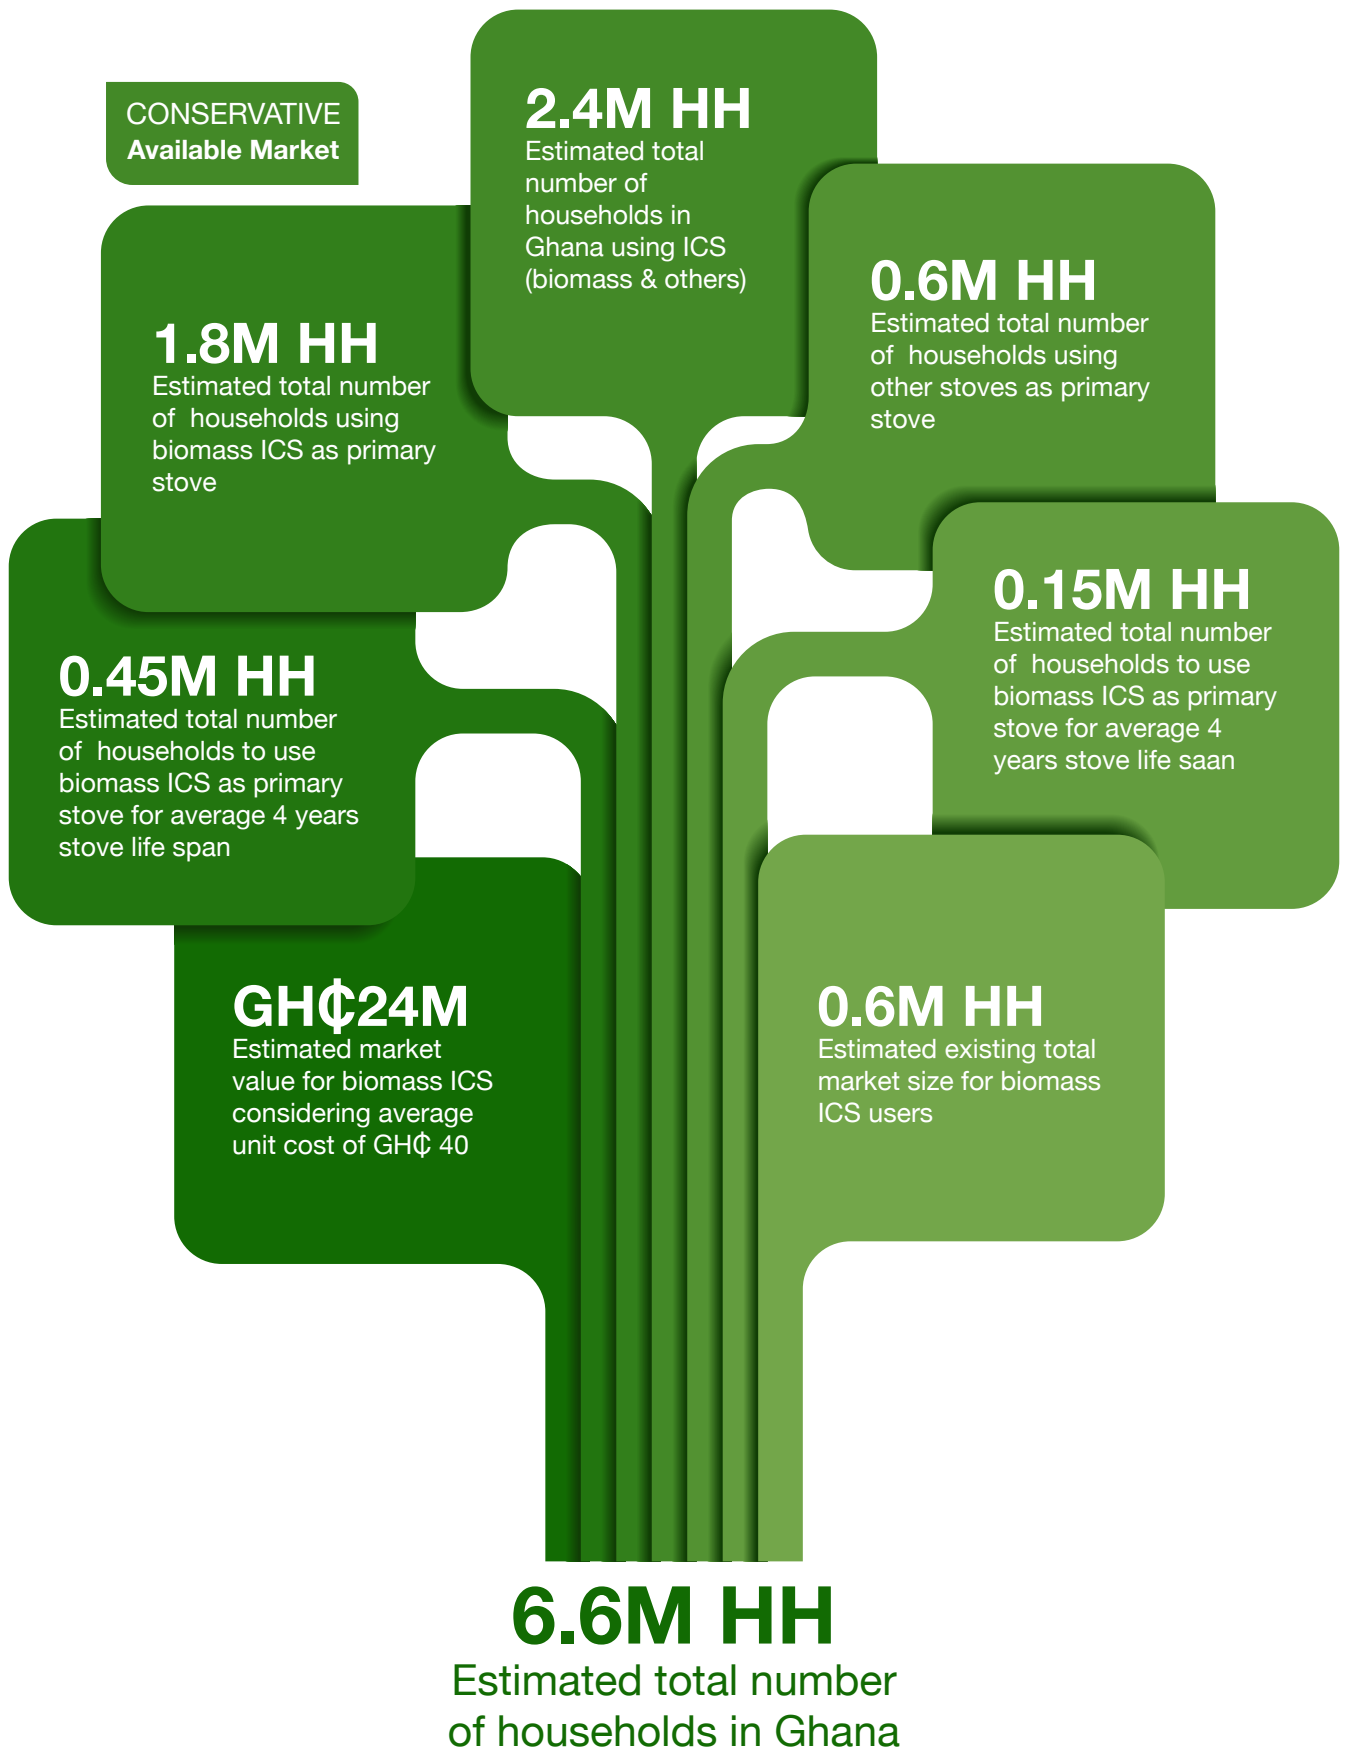 CONSERVATIVE
Available Market
2.4M HH
Estimated total
number of
households in
Ghana using ICS
(biomass & others)
1.8M HH
Estimated total number
of households using
biomass ICS as primary
stove
0.6M HH
Estimated total number
of households using
other stoves as primary
stove
0.45M HH
Estimated total number
of households to use
biomass ICS as primary
stove for average 4 years
stove life span
0.15M HH
Estimated total number
of households to use
biomass ICS as primary
stove for average 4
years stove life saan
GH₵24M
Estimated market
value for biomass ICS
considering average
unit cost of GH₵ 40
0.6M HH
Estimated existing total
market size for biomass
ICS users
6.6M HH
Estimated total number
of households in Ghana